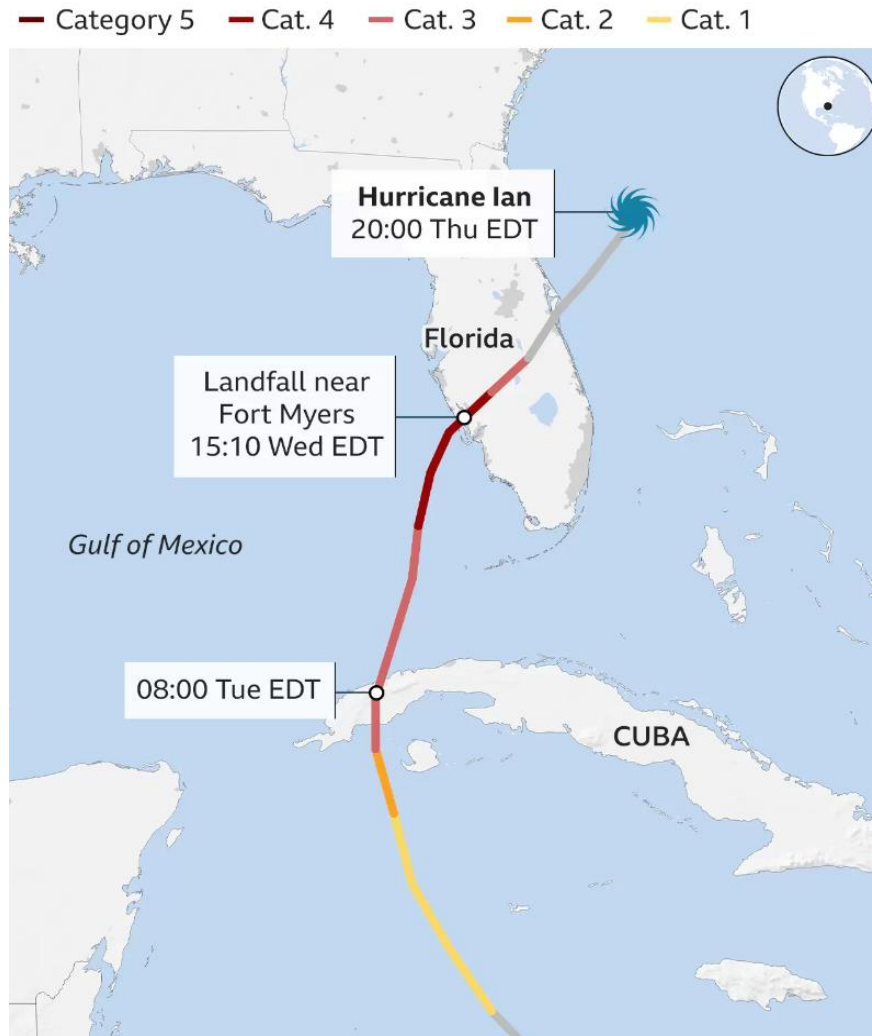 Category 5 Cat. 4 Cat. 3 Cat. 2 Cat. 1
Hurricane Ian
20:00 Thu EDT
Florida
Landfall near
Fort Myers
15:10 Wed EDT
Gulf of Mexico
08:00 Tue EDT
CUBA